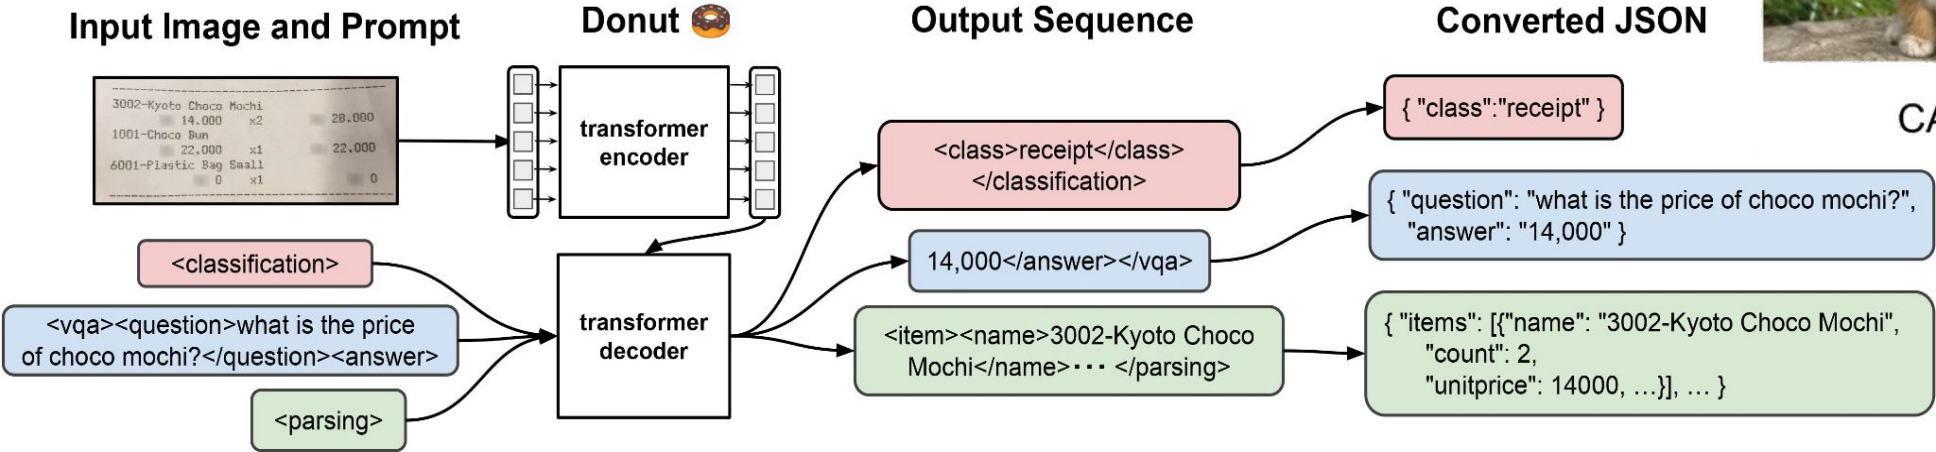 Input Image and Prompt
Donut
Output Sequence
Converted JSON
3002-Kyoto Choco Mochi
14.000 x2 28.000
1001-Choco Bun
22.000 x1 22.000
6001-Plastic Bag Small
0 x1 0
transformer
encoder
<class>receipt</class>
</classification>
{ "class":"receipt" }
CA
<classification>
<vqa><question>what is the price
of choco mochi?</question><answer>
<parsing>
transformer
decoder
14,000</answer></vqa>
{ "question": "what is the price of choco mochi?",
"answer": "14,000" }
<item><name>3002-Kyoto Choco
Mochi</name>··· </parsing>
{ "items": [{"name": "3002-Kyoto Choco Mochi",
"count": 2,
"unitprice": 14000, …}], … }